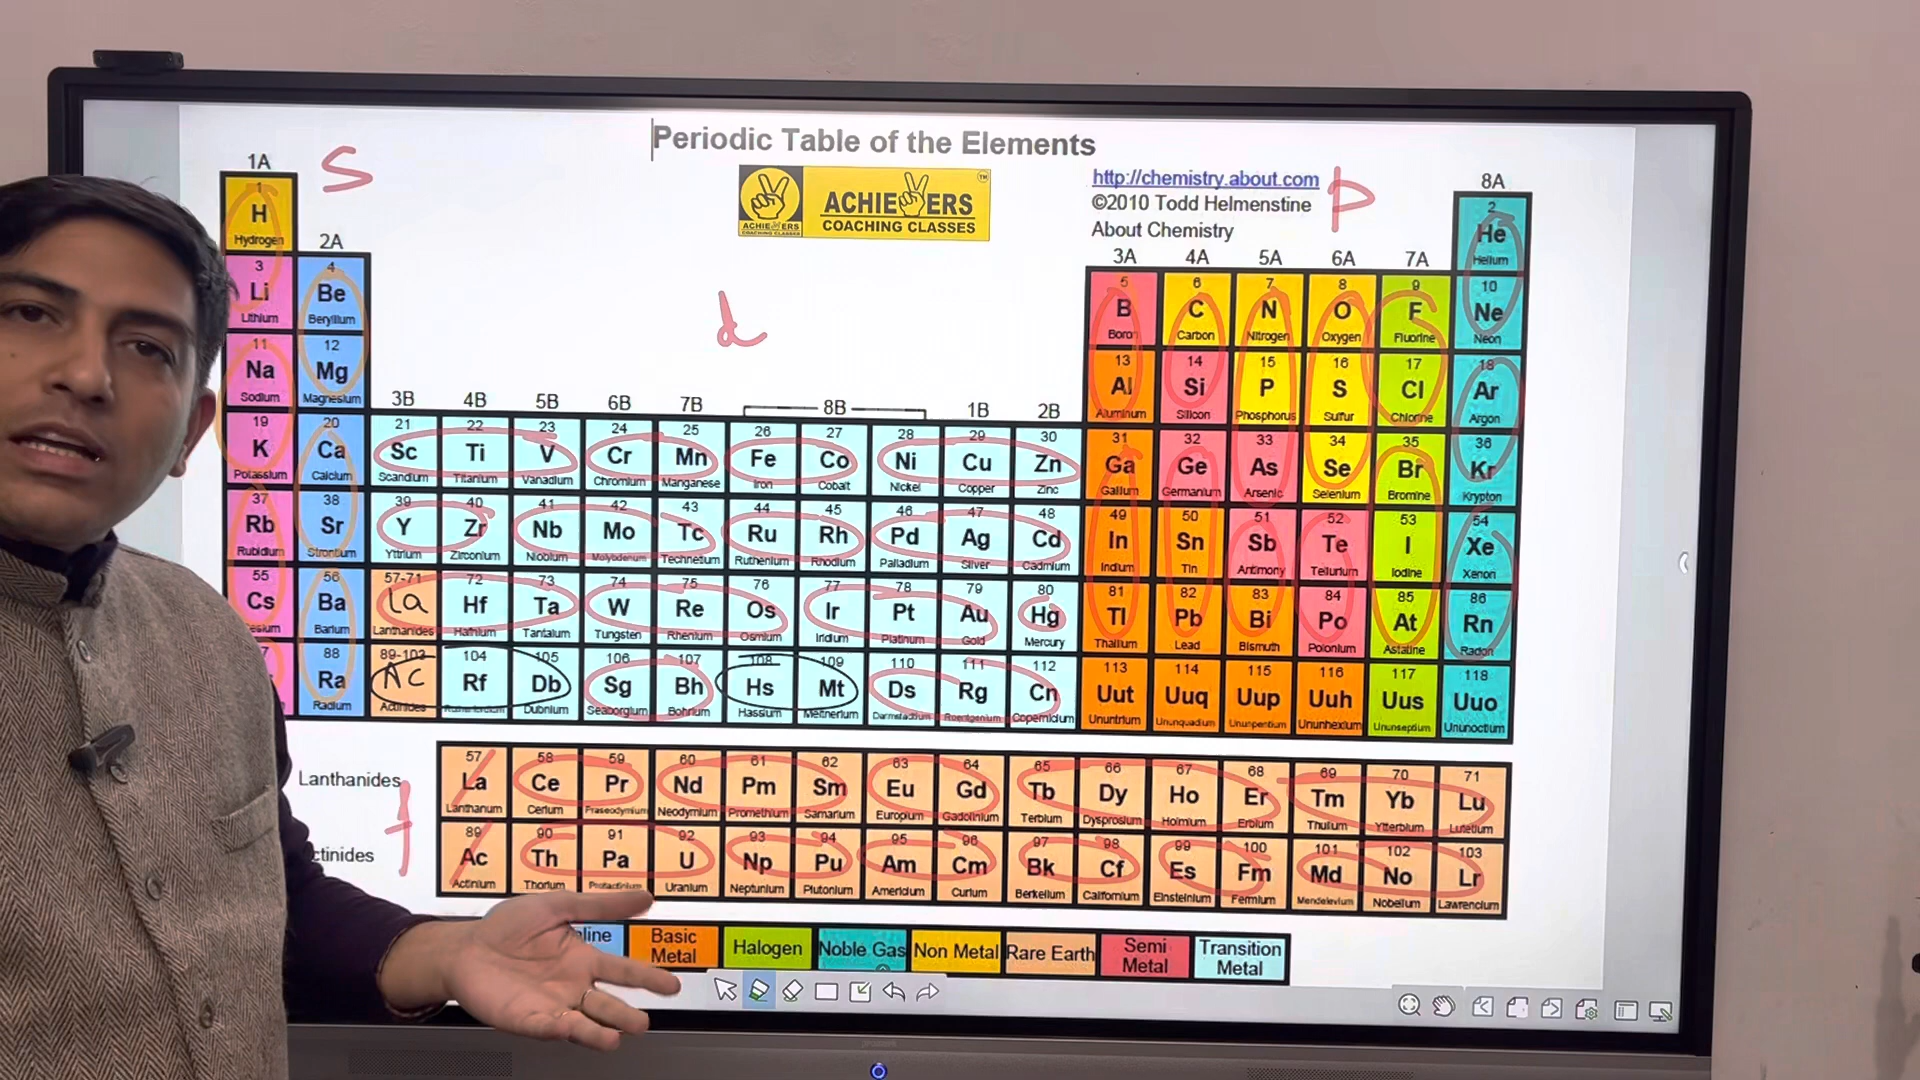 Periodic Table of the Elements
1A
S
ACHIEVERS
COACHING CLASSES
TM
ACHIEVERS
COACHING CLASSES
http://chemistry.about.com
©2010 Todd Helmenstine
About Chemistry
P
8A
1
H
Hydrogen
2
He
Helium
2A
3A 4A 5A 6A 7A
3 4 5 6 7 8 9 10
Li Be B C N O F Ne
Lithium Beryllium Boron Carbon Nitrogen Oxygen Fluorine Neon
d
11 12 13 14 15 16 17 18
Na Mg Al Si P S Cl Ar
Sodium Magnesium Aluminum Silicon Phosphorus Sulfur Chlorine Argon
3B 4B 5B 6B 7B 8B 1B 2B
19 20 21 22 23 24 25 26 27 28 29 30 31 32 33 34 35 36
K Ca Sc Ti V Cr Mn Fe Co Ni Cu Zn Ga Ge As Se Br Kr
Potassium Calcium Scandium Titanium Vanadium Chromium Manganese Iron Cobalt Nickel Copper Zinc Gallium Germanium Arsenic Selenium Bromine Krypton
37 38 39 40 41 42 43 44 45 46 47 48 49 50 51 52 53 54
Rb Sr Y Zr Nb Mo Tc Ru Rh Pd Ag Cd In Sn Sb Te I Xe
Rubidium Strontium Yttrium Zirconium Niobium Molybdenum Technetium Ruthenium Rhodium Palladium Silver Cadmium Indium Tin Antimony Tellurium Iodine Xenon
55 56 57-71 72 73 74 75 76 77 78 79 80 81 82 83 84 85 86
Cs Ba La Hf Ta W Re Os Ir Pt Au Hg Tl Pb Bi Po At Rn
esium Barium Lanthanides Hafnium Tantalum Tungsten Rhenium Osmium Iridium Platinum Gold Mercury Thallium Lead Bismuth Polonium Astatine Radon
7 88 89-103 104 105 106 107 108 109 110 111 112 113 114 115 116 117 118
Ra AC Rf Db Sg Bh Hs Mt Ds Rg Cn Uut Uuq Uup Uuh Uus Uuo
Radium Actinides Rutherfordium Dubnium Seaborgium Bohrium Hassium Meitnerium Darmstadtium Roentgenium Copernicium Ununtrium Ununquadium Ununpentium Ununhexium Ununseptium Ununoctium
57 58 59 60 61 62 63 64 65 66 67 68 69 70 71
Lanthanides La Ce Pr Nd Pm Sm Eu Gd Tb Dy Ho Er Tm Yb Lu
Lanthanum Cerium Praseodymium Neodymium Promethium Samarium Europium Gadolinium Terbium Dysprosium Holmium Erbium Thulium Ytterbium Lutetium
f
89 90 91 92 93 94 95 96 97 98 99 100 101 102 103
ctinides Ac Th Pa U Np Pu Am Cm Bk Cf Es Fm Md No Lr
Actinium Thorium Protactinium Uranium Neptunium Plutonium Americium Curium Berkelium Californium Einsteinium Fermium Mendelevium Nobelium Lawrencium
line Basic Metal Halogen Noble Gas Non Metal Rare Earth Semi Metal Transition Metal